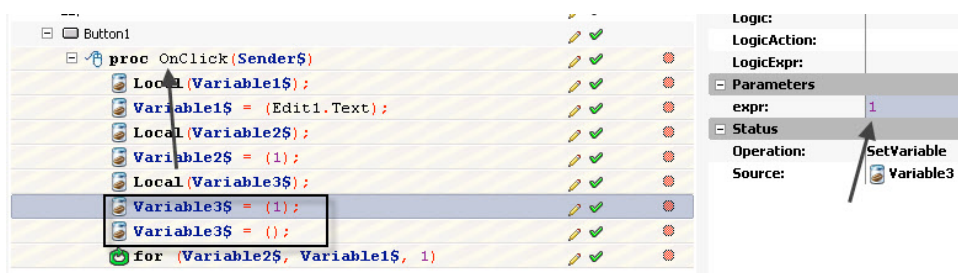 Button1
proc OnClick(Sender$)
Local(Variable1$);
Variable1$ = (Edit1.Text);
Local(Variable2$);
Variable2$ = (1);
Local(Variable3$);
Variable3$ = (1);
Variable3$ = ();
for (Variable2$, Variable1$, 1)
Logic:
LogicAction:
LogicExpr:
Parameters
expr: 1
Status
Operation: SetVariable
Source: Variable3